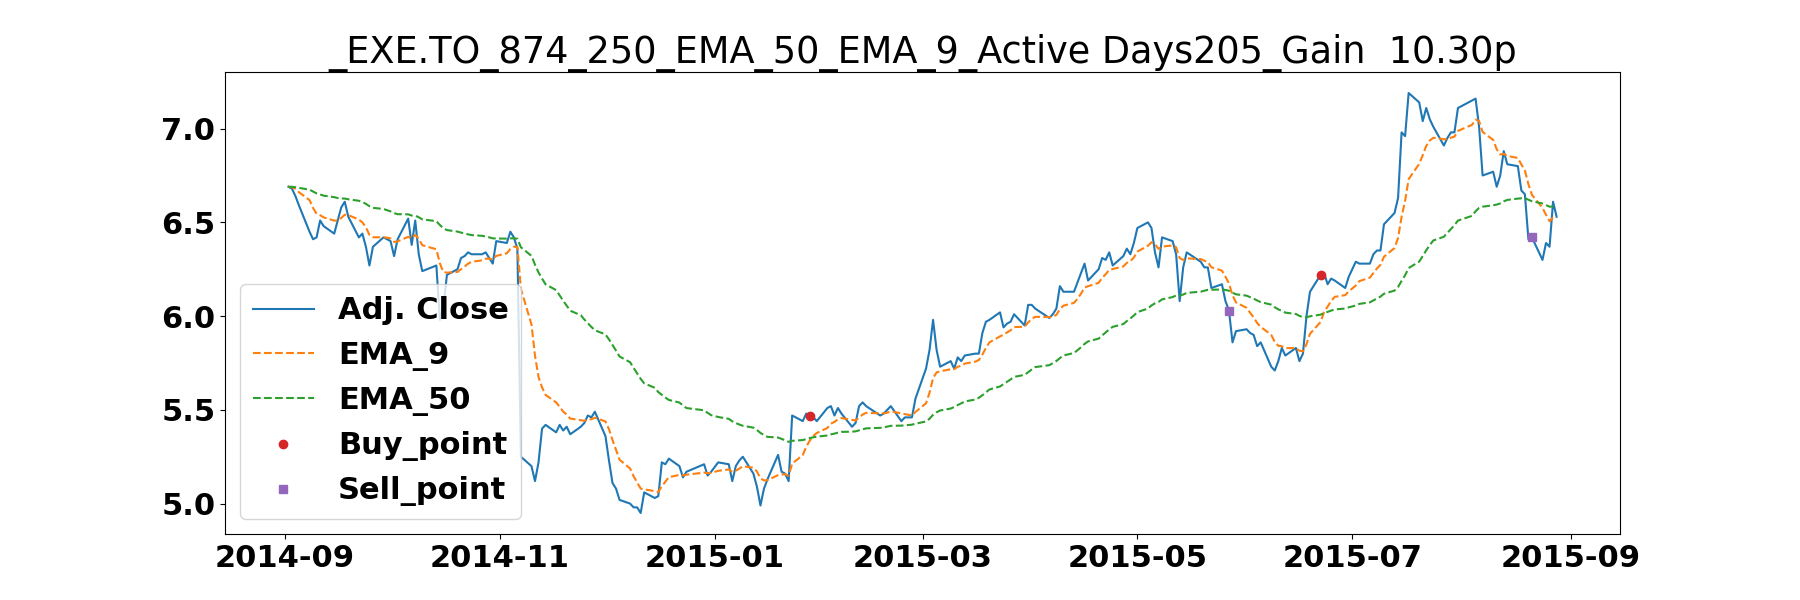 _EXE.TO_874_250_EMA_50_EMA_9_Active Days205_Gain  10.30p
7.0
6.5
6.0
5.5
5.0
Adj. Close
EMA_9
EMA_50
Buy_point
Sell_point
2014-09 2014-11 2015-01 2015-03 2015-05 2015-07 2015-09